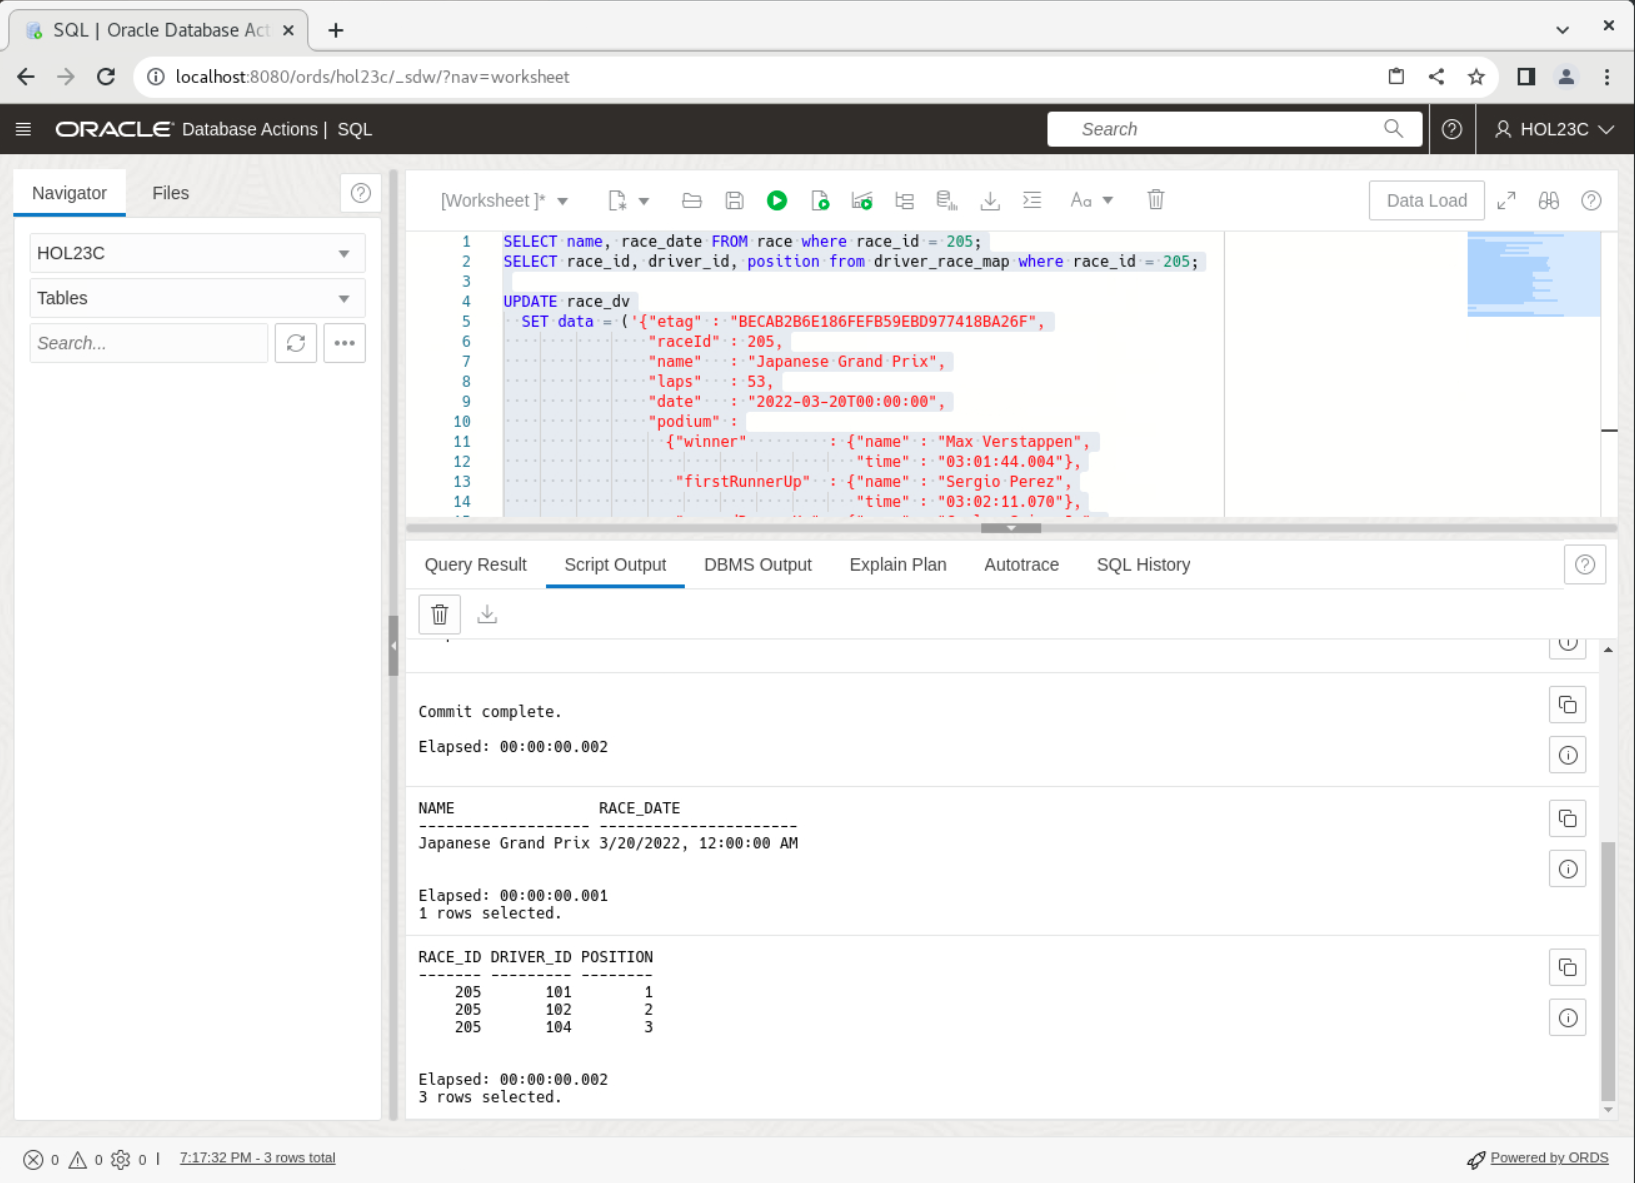 SQL | Oracle Database Act
localhost:8080/ords/hol23c/_sdw/?nav=worksheet
ORACLE Database Actions | SQL
Search
HOL23C
Navigator
Files
HOL23C
Tables
Search...
[Worksheet ]*
Aa
Data Load
1 SELECT name, race_date FROM race where race_id = 205;
2 SELECT race_id, driver_id, position from driver_race_map where race_id = 205;
3
4 UPDATE race_dv
5 SET data = ('{"etag" : "BECAB2B6E186FEFB59EBD977418BA26F",
6 "raceId" : 205,
7 "name" : "Japanese Grand Prix",
8 "laps" : 53,
9 "date" : "2022-03-20T00:00:00",
10 "podium" :
11 {"winner" : {"name" : "Max Verstappen",
12 "time" : "03:01:44.004"},
13 "firstRunnerUp" : {"name" : "Sergio Perez",
14 "time" : "03:02:11.070"},
Query Result
Script Output
DBMS Output
Explain Plan
Autotrace
SQL History
Commit complete.
Elapsed: 00:00:00.002
NAME RACE_DATE
------------------- ----------------------
Japanese Grand Prix 3/20/2022, 12:00:00 AM
Elapsed: 00:00:00.001
1 rows selected.
RACE_ID DRIVER_ID POSITION
------- --------- --------
205 101 1
205 102 2
205 104 3
Elapsed: 00:00:00.002
3 rows selected.
0 0 0 | 7:17:32 PM - 3 rows total
Powered by ORDS